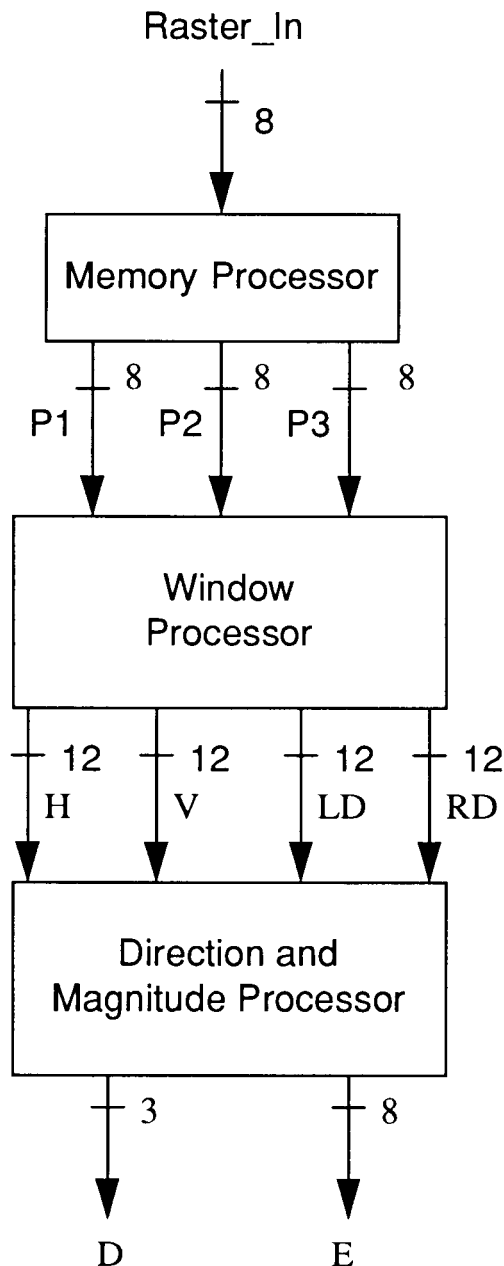 Raster_In
8
Memory Processor
8 8 8
P1 P2 P3
Window
Processor
12 12 12 12
H V LD RD
Direction and
Magnitude Processor
3 8
D E